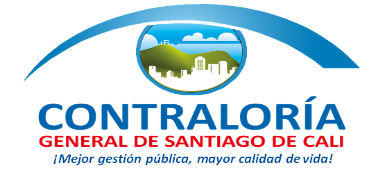 CONTRALORÍA
GENERAL DE SANTIAGO DE CALI
¡Mejor gestión pública, mayor calidad de vida!